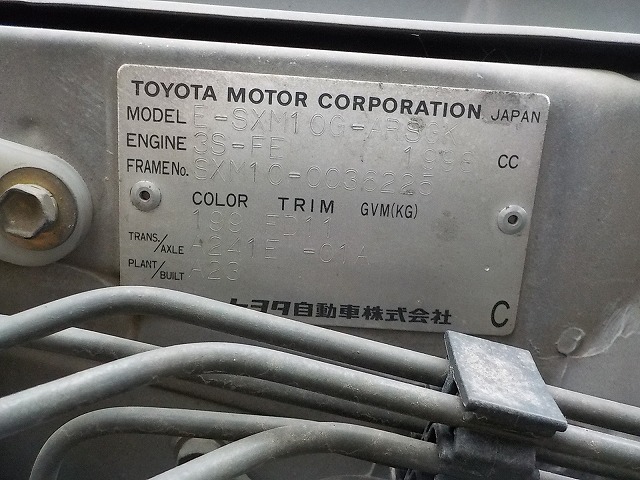 TOYOTA MOTOR CORPORATION JAPAN
MODEL E-SXM10G-ARSGK
ENGINE 3S-FE 1998 CC
FRAME No. SXM10-0036225
COLOR TRIM GVM(KG)
199 FD11
TRANS./AXLE A241E -01A
PLANT/BUILT A23
トヨタ自動車株式会社 C